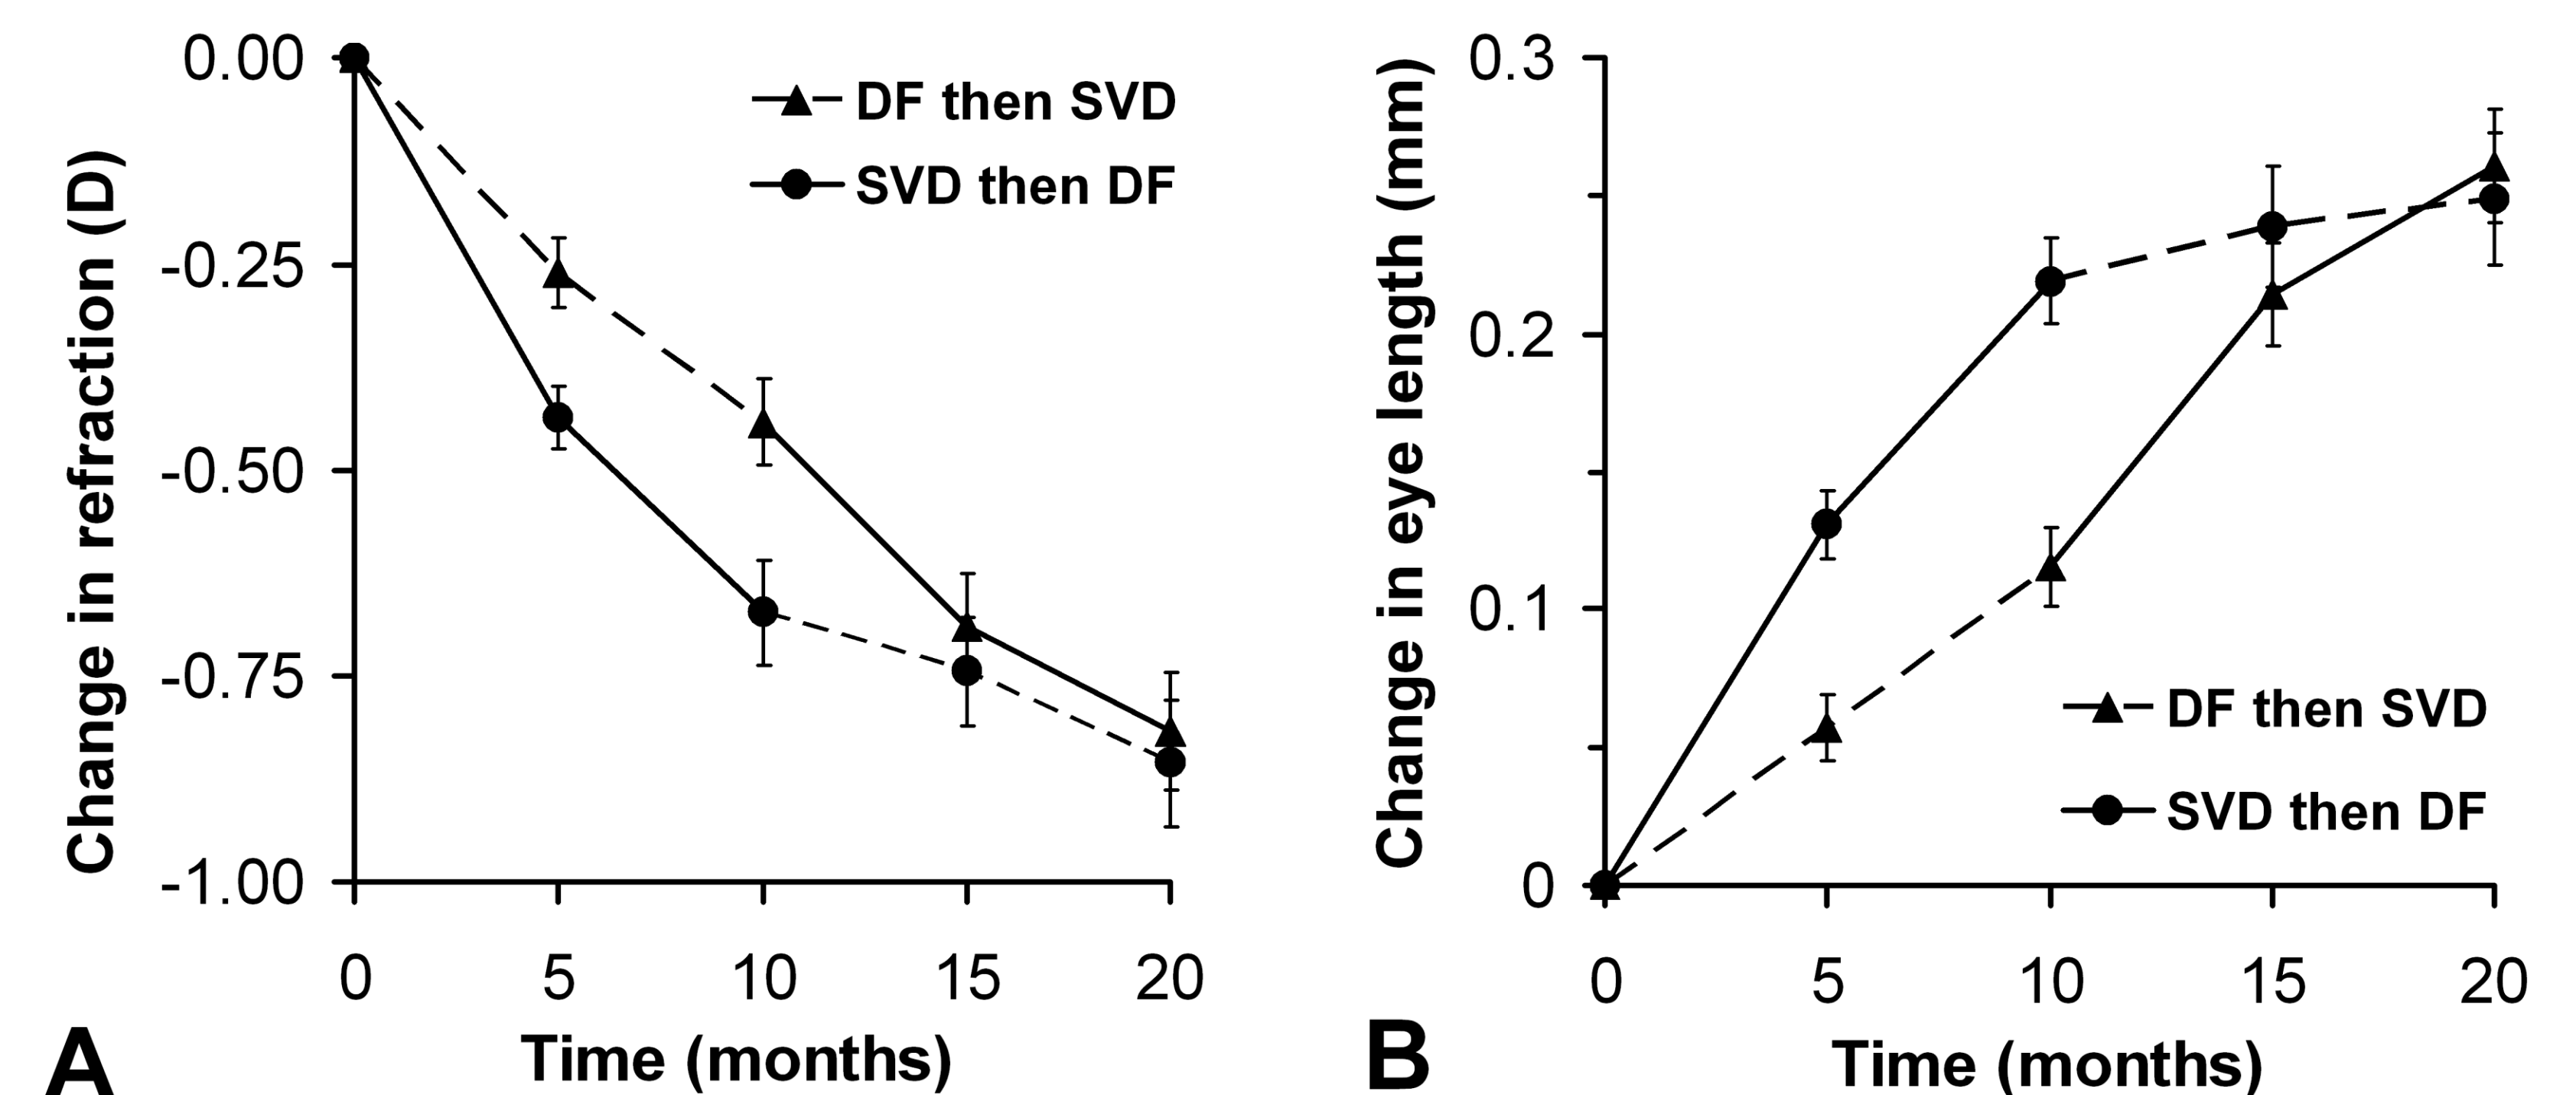 Change in refraction (D)
0.00
-0.25
-0.50
-0.75
-1.00
DF then SVD
SVD then DF
0 5 10 15 20
Time (months)
A
Change in eye length (mm)
0.3
0.2
0.1
0
DF then SVD
SVD then DF
0 5 10 15 20
Time (months)
B